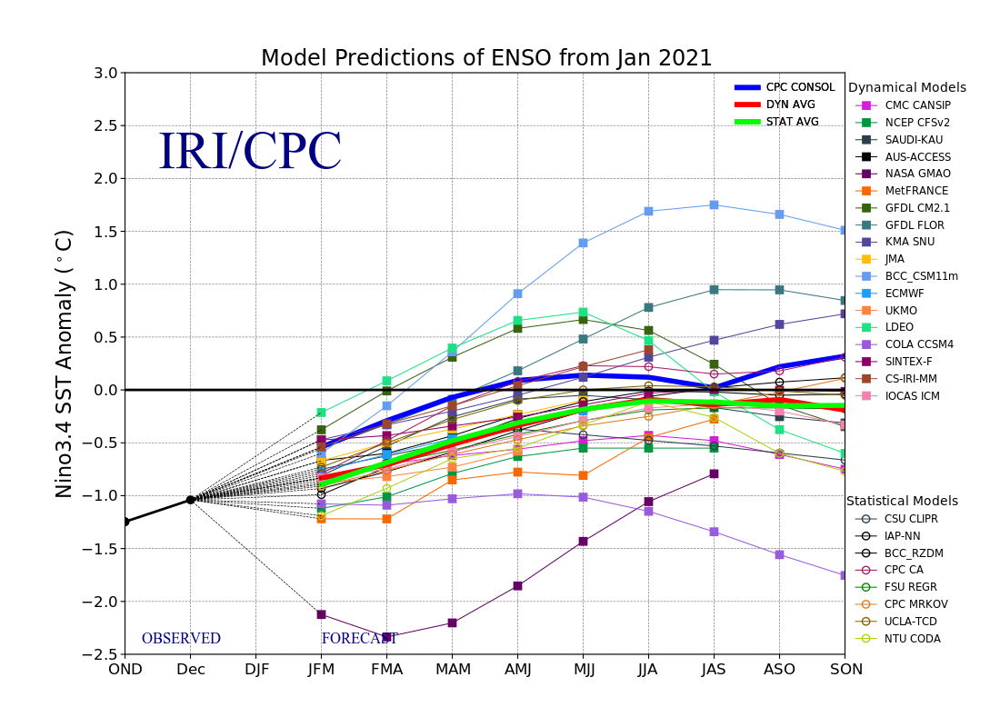 Model Predictions of ENSO from Jan 2021
Nino3.4 SST Anomaly (°C)
3.0
2.5
2.0
1.5
1.0
0.5
0.0
−0.5
−1.0
−1.5
−2.0
−2.5
IRI/CPC
CPC CONSOL
DYN AVG
STAT AVG
OBSERVED
FORECAST
OND Dec DJF JFM FMA MAM AMJ MJJ JJA JAS ASO SON
Dynamical Models
CMC CANSIP
NCEP CFSv2
SAUDI-KAU
AUS-ACCESS
NASA GMAO
MetFRANCE
GFDL CM2.1
GFDL FLOR
KMA SNU
JMA
BCC_CSM11m
ECMWF
UKMO
LDEO
COLA CCSM4
SINTEX-F
CS-IRI-MM
IOCAS ICM
Statistical Models
CSU CLIPR
IAP-NN
BCC_RZDM
CPC CA
FSU REGR
CPC MRKOV
UCLA-TCD
NTU CODA